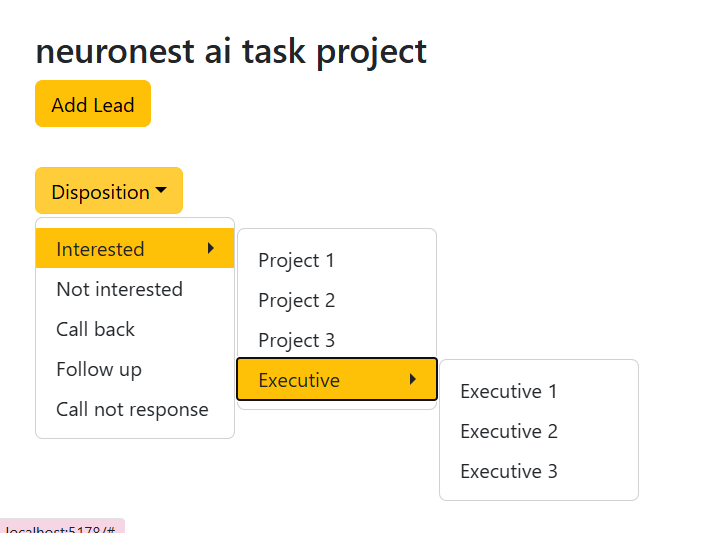 neuronest ai task project
Add Lead
Disposition
Interested
Not interested
Call back
Follow up
Call not response
Project 1
Project 2
Project 3
Executive
Executive 1
Executive 2
Executive 3
localhost:5178/#